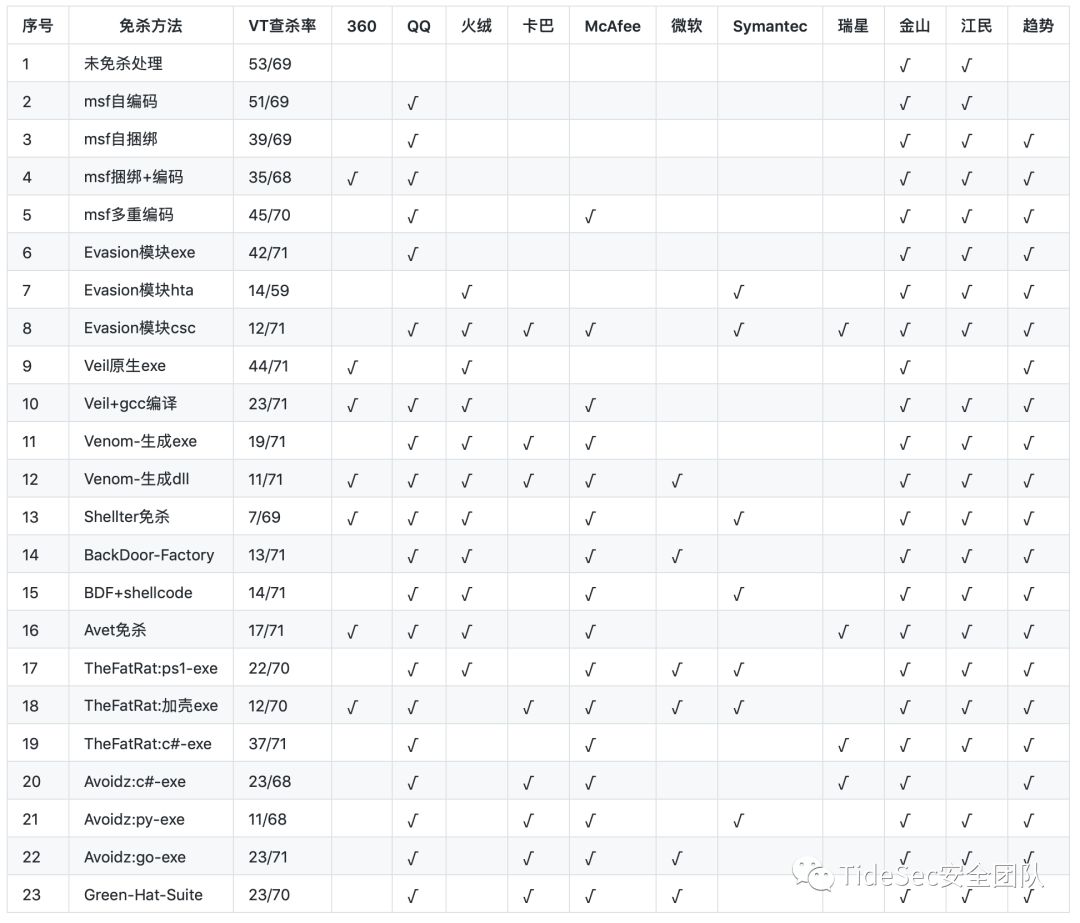 序号 免杀方法 VT查杀率 360 QQ 火绒 卡巴 McAfee 微软 Symantec 瑞星 金山 江民 趋势
1 未免杀处理 53/69 √ √
2 msf自编码 51/69 √ √ √
3 msf自捆绑 39/69 √ √ √ √
4 msf捆绑+编码 35/68 √ √ √ √ √
5 msf多重编码 45/70 √ √ √ √ √
6 Evasion模块exe 42/71 √ √ √ √
7 Evasion模块hta 14/59 √ √ √ √ √
8 Evasion模块csc 12/71 √ √ √ √ √ √ √ √ √
9 Veil原生exe 44/71 √ √ √ √
10 Veil+gcc编译 23/71 √ √ √ √ √ √ √
11 Venom-生成exe 19/71 √ √ √ √ √ √ √
12 Venom-生成dll 11/71 √ √ √ √ √ √ √ √ √
13 Shellter免杀 7/69 √ √ √ √ √ √ √ √
14 BackDoor-Factory 13/71 √ √ √ √ √ √ √
15 BDF+shellcode 14/71 √ √ √ √ √ √ √
16 Avet免杀 17/71 √ √ √ √ √ √ √ √
17 TheFatRat:ps1-exe 22/70 √ √ √ √ √ √ √ √
18 TheFatRat:加壳exe 12/70 √ √ √ √ √ √ √ √ √
19 TheFatRat:c#-exe 37/71 √ √ √ √ √ √
20 Avoidz:c#-exe 23/68 √ √ √ √ √ √
21 Avoidz:py-exe 11/68 √ √ √ √ √ √ √
22 Avoidz:go-exe 23/71 √ √ √ √ √ √ √
23 Green-Hat-Suite 23/70 √ √ √ √ √ √ √
TideSec安全团队